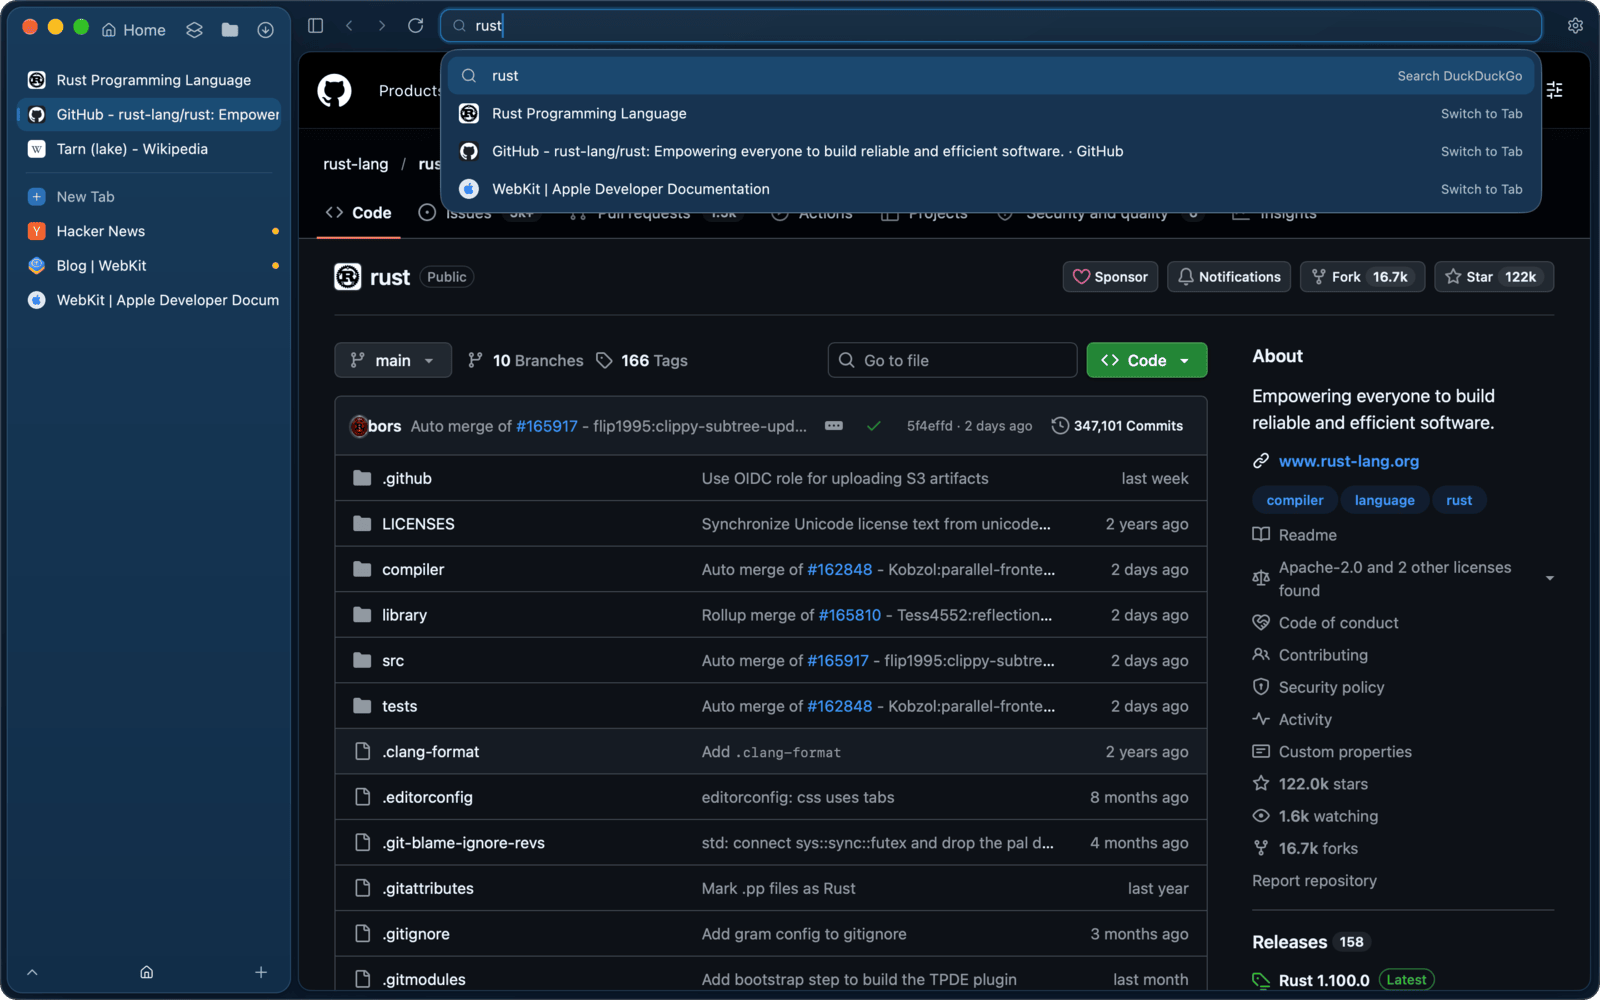 Home
Rust Programming Language
GitHub - rust-lang/rust: Empower
Tarn (lake) - Wikipedia
New Tab
Hacker News
Blog | WebKit
WebKit | Apple Developer Docum
rust
rust
Search DuckDuckGo
Rust Programming Language
Switch to Tab
GitHub - rust-lang/rust: Empowering everyone to build reliable and efficient software. · GitHub
Switch to Tab
WebKit | Apple Developer Documentation
Switch to Tab
Products
rust-lang / rus
Code
Issues 5k+
Pull requests 1.5k
Actions
Projects
Security and quality 6
Insights
rust Public
Sponsor
Notifications
Fork 16.7k
Star 122k
main
10 Branches
166 Tags
Go to file
Code
bors Auto merge of #165917 - flip1995:clippy-subtree-upd... 5f4effd · 2 days ago 347,101 Commits
.github Use OIDC role for uploading S3 artifacts last week
LICENSES Synchronize Unicode license text from unicode... 2 years ago
compiler Auto merge of #162848 - Kobzol:parallel-fronte... 2 days ago
library Rollup merge of #165810 - Tess4552:reflection... 2 days ago
src Auto merge of #165917 - flip1995:clippy-subtre... 2 days ago
tests Auto merge of #162848 - Kobzol:parallel-fronte... 2 days ago
.clang-format Add .clang-format 2 years ago
.editorconfig editorconfig: css uses tabs 8 months ago
.git-blame-ignore-revs std: connect sys::sync::futex and drop the pal d... 4 months ago
.gitattributes Mark .pp files as Rust last year
.gitignore Add gram config to gitignore 3 months ago
.gitmodules Add bootstrap step to build the TPDE plugin last month
About
Empowering everyone to build
reliable and efficient software.
www.rust-lang.org
compiler language rust
Readme
Apache-2.0 and 2 other licenses
found
Code of conduct
Contributing
Security policy
Activity
Custom properties
122.0k stars
1.6k watching
16.7k forks
Report repository
Releases 158
Rust 1.100.0 Latest